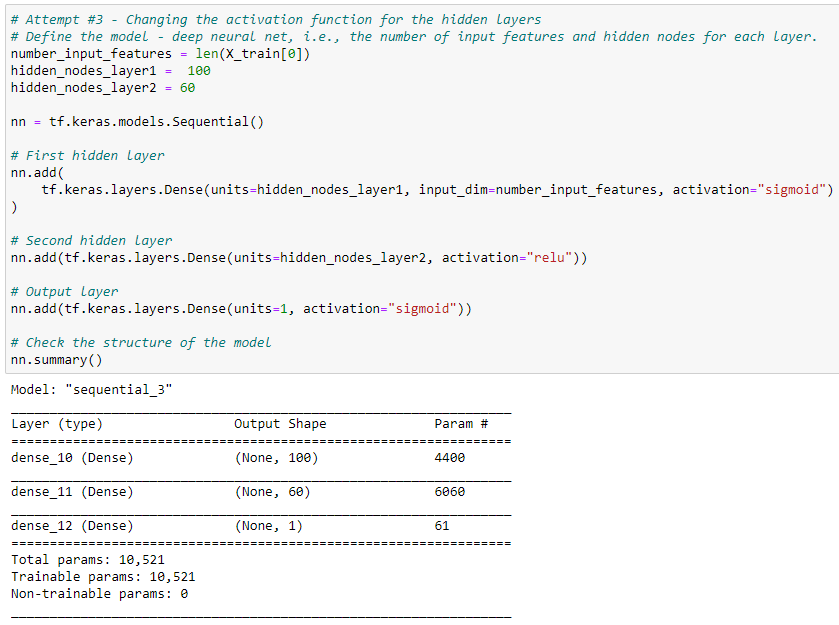 # Attempt #3 - Changing the activation function for the hidden layers
# Define the model - deep neural net, i.e., the number of input features and hidden nodes for each layer.
number_input_features = len(X_train[0])
hidden_nodes_layer1 =  100
hidden_nodes_layer2 = 60

nn = tf.keras.models.Sequential()

# First hidden layer
nn.add(
    tf.keras.layers.Dense(units=hidden_nodes_layer1, input_dim=number_input_features, activation="sigmoid")
)

# Second hidden layer
nn.add(tf.keras.layers.Dense(units=hidden_nodes_layer2, activation="relu"))

# Output layer
nn.add(tf.keras.layers.Dense(units=1, activation="sigmoid"))

# Check the structure of the model
nn.summary()
Model: "sequential_3"
_________________________________________________________________
Layer (type)                 Output Shape              Param #
=================================================================
dense_10 (Dense)             (None, 100)               4400
_________________________________________________________________
dense_11 (Dense)             (None, 60)                6060
_________________________________________________________________
dense_12 (Dense)             (None, 1)                 61
=================================================================
Total params: 10,521
Trainable params: 10,521
Non-trainable params: 0
_________________________________________________________________